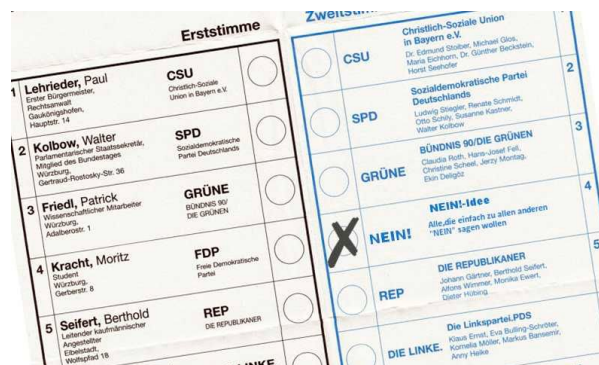 Erststimme
1 Lehrieder, Paul
Erster Bürgermeister,
Rechtsanwalt
Gaukönigshofen,
Hauptstr. 14
CSU
Christlich-Soziale
Union in Bayern e.V.
2 Kolbow, Walter
Parlamentarischer Staatssekretär,
Mitglied des Bundestages
Würzburg,
Gertraud-Rostosky-Str. 36
SPD
Sozialdemokratische
Partei Deutschlands
3 Friedl, Patrick
Wissenschaftlicher Mitarbeiter
Würzburg,
Adalberostr. 1
GRÜNE
BÜNDNIS 90/
DIE GRÜNEN
4 Kracht, Moritz
Student
Würzburg,
Gerberstr. 8
FDP
Freie Demokratische
Partei
5 Seifert, Berthold
Leitender kaufmännischer
Angestellter
Eibelstadt,
Wolfspfad 18
REP
DIE REPUBLIKANER
Zweitstimme
CSU
Christlich-Soziale Union
in Bayern e.V.
Dr. Edmund Stoiber, Michael Glos,
Maria Eichhorn, Dr. Günther Beckstein,
Horst Seehofer
SPD
Sozialdemokratische Partei
Deutschlands
Ludwig Stiegler, Renate Schmidt,
Otto Schily, Susanne Kastner,
Walter Kolbow
2
GRÜNE
BÜNDNIS 90/DIE GRÜNEN
Claudia Roth, Hans-Josef Fell,
Christine Scheel, Jerzy Montag,
Ekin Deligöz
3
NEIN!
NEIN!-Idee
Alle,die einfach zu allen anderen
"NEIN" sagen wollen
4
REP
DIE REPUBLIKANER
Johann Gärtner, Berthold Seifert,
Alfons Wimmer, Monika Ewert,
Dieter Hübing
5
DIE LINKE.
Die Linkspartei.PDS
Klaus Ernst, Eva Bulling-Schröter,
Kornelia Möller, Markus Bansemir,
Anny Heike